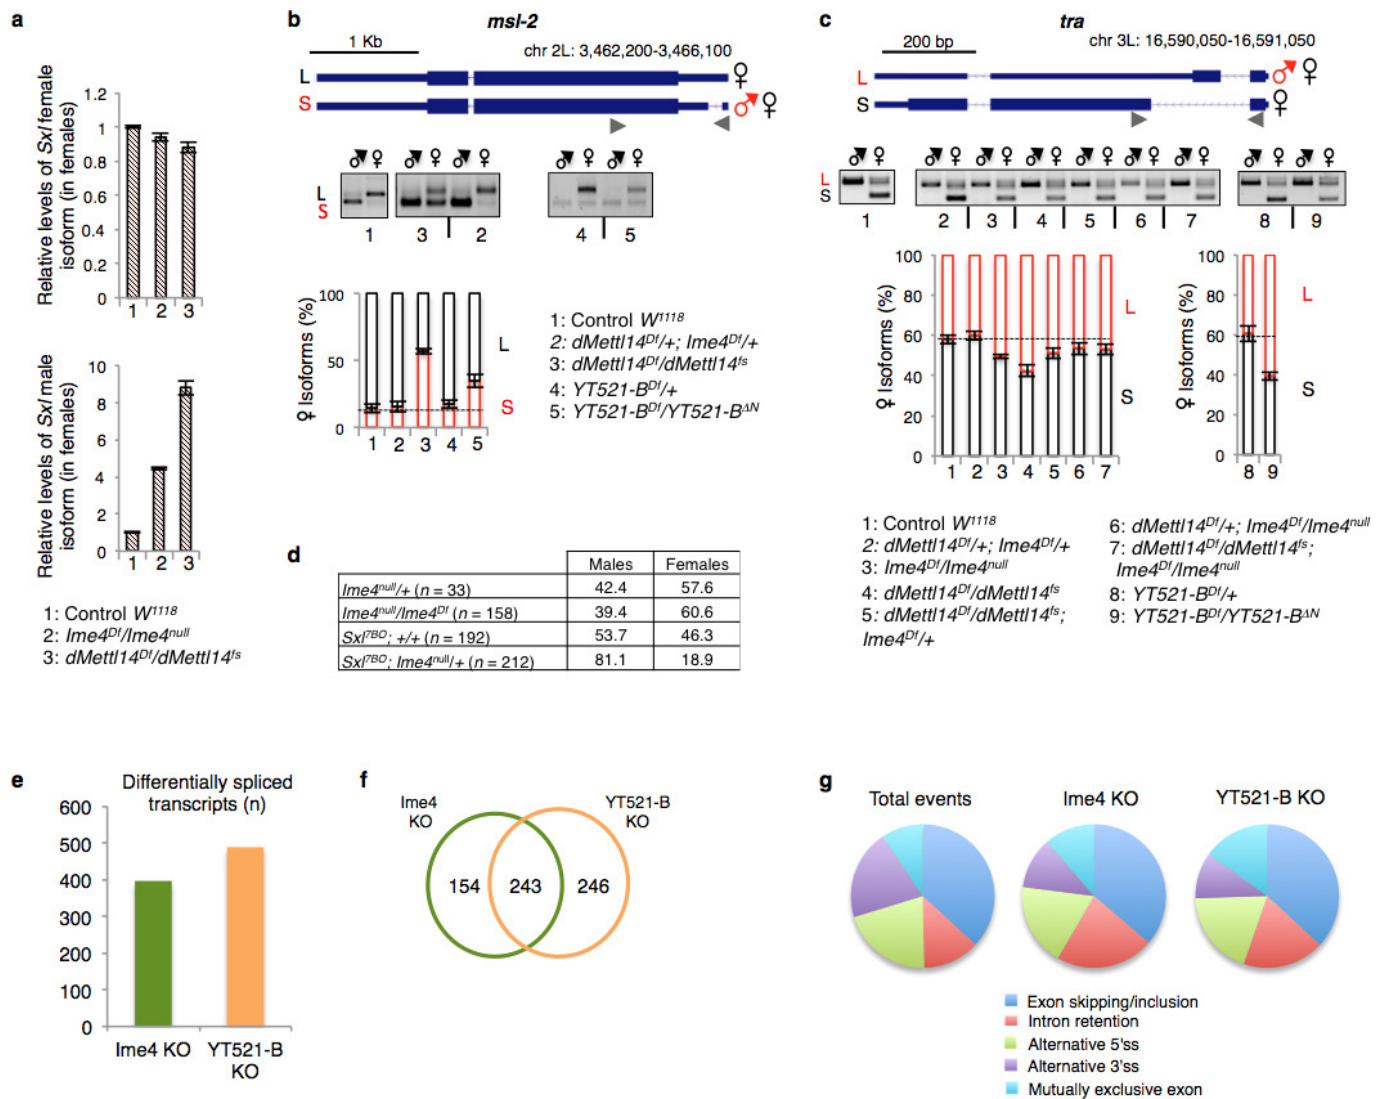 a
Relative levels of Sxl female
isoform (in females)
1.2
1
0.8
0.6
0.4
0.2
0
1 2 3
Relative levels of Sxl male
isoform (in females)
10
8
6
4
2
0
1 2 3
1: Control W1118
2: Ime4Df/Ime4null
3: dMettl14Df/dMettl14fs
b
msl-2
1 Kb
chr 2L: 3,462,200-3,466,100
L ♀
S ♂ ♀
♂ ♀ ♂ ♀ ♂ ♀ ♂ ♀ ♂ ♀
L
S
1 3 2 4 5
♀ Isoforms (%)
100
50
0
L
S
1 2 3 4 5
1: Control W1118
2: dMettl14Df/+; Ime4Df/+
3: dMettl14Df/dMettl14fs
4: YT521-BDf/+
5: YT521-BDf/YT521-BΔN
c
tra
200 bp
chr 3L: 16,590,050-16,591,050
L ♂ ♀
S ♀
♂ ♀ ♂ ♀ ♂ ♀ ♂ ♀ ♂ ♀ ♂ ♀ ♂ ♀ ♂ ♀ ♂ ♀
L
S
1 2 3 4 5 6 7 8 9
♀ Isoforms (%)
100
80
60
40
20
0
L
S
1 2 3 4 5 6 7
♀ Isoforms (%)
100
80
60
40
20
0
L
S
8 9
1: Control W1118
2: dMettl14Df/+; Ime4Df/+
3: Ime4Df/Ime4null
4: dMettl14Df/dMettl14fs
5: dMettl14Df/dMettl14fs;
Ime4Df/+
6: dMettl14Df/+; Ime4Df/Ime4null
7: dMettl14Df/dMettl14fs;
Ime4Df/Ime4null
8: YT521-BDf/+
9: YT521-BDf/YT521-BΔN
d
Males Females
Ime4null/+ (n = 33) 42.4 57.6
Ime4null/Ime4Df (n = 158) 39.4 60.6
Sxl7BO; +/+ (n = 192) 53.7 46.3
Sxl7BO; Ime4null/+ (n = 212) 81.1 18.9
e
Differentially spliced
transcripts (n)
600
500
400
300
200
100
0
Ime4 KO YT521-B
KO
f
Ime4
KO
YT521-B
KO
154 243 246
g
Total events Ime4 KO YT521-B KO
Exon skipping/inclusion
Intron retention
Alternative 5'ss
Alternative 3'ss
Mutually exclusive exon